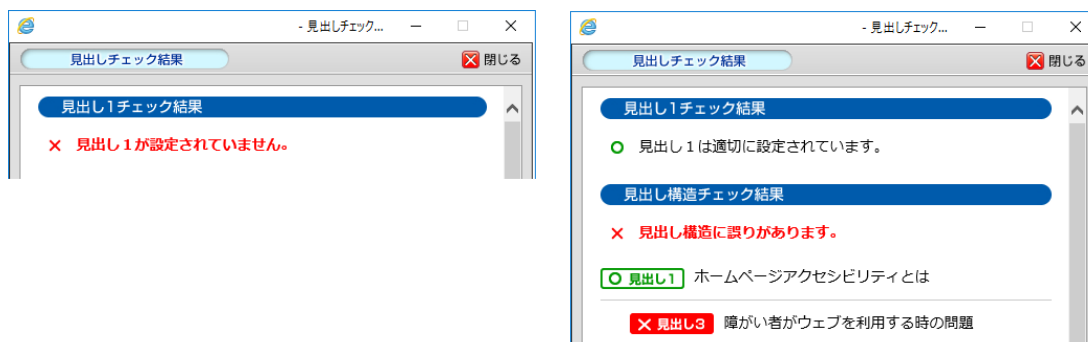 - 見出しチェック...
見出しチェック結果
閉じる
見出し1チェック結果
× 見出し１が設定されていません。
- 見出しチェック...
見出しチェック結果
閉じる
見出し1チェック結果
○ 見出し１は適切に設定されています。
見出し構造チェック結果
× 見出し構造に誤りがあります。
○ 見出し1 ホームページアクセシビリティとは
× 見出し3 障がい者がウェブを利用する時の問題